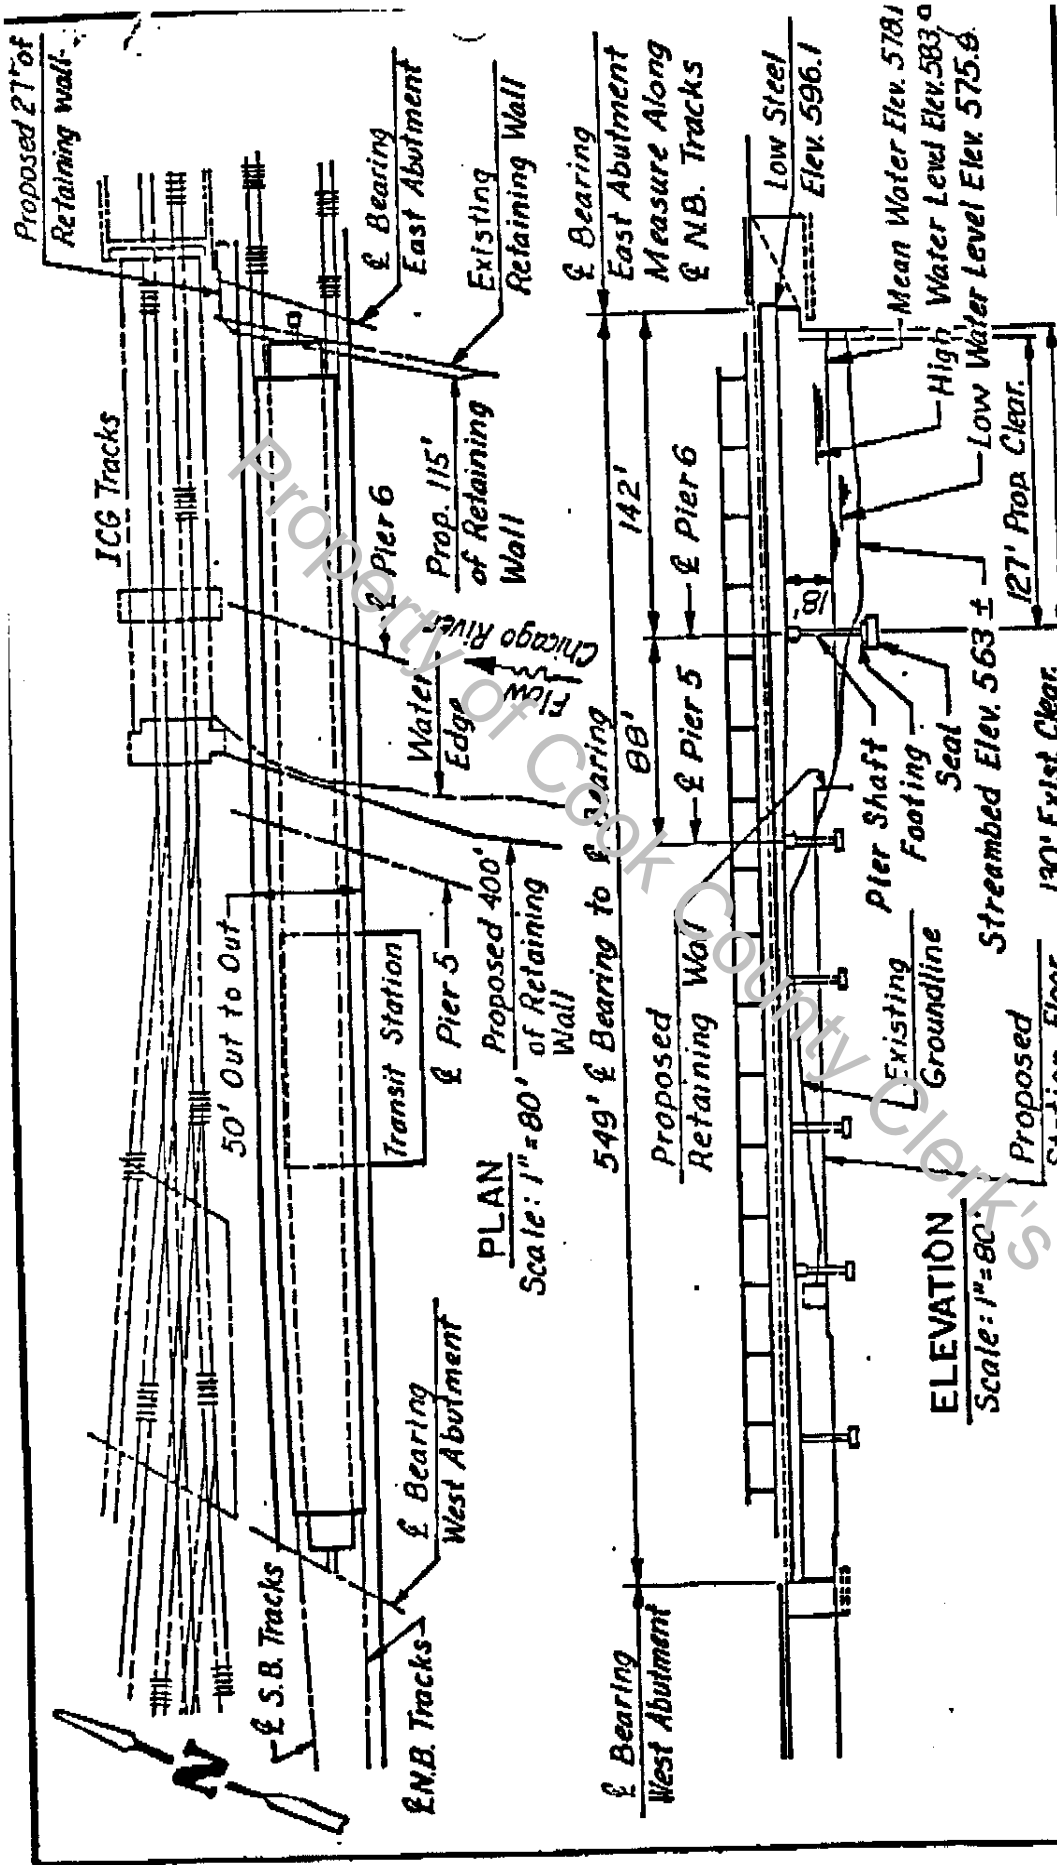 Proposed 27'± of
Retaining wall
ICG Tracks
℄ Bearing
East Abutment
Existing
Retaining Wall
Prop. 115'
of Retaining
Wall
℄ Pier 6
Chicago River
Flow
Water
Edge
50' Out to Out
Transit Station
℄ Pier 5
Proposed 400'
of Retaining
Wall
PLAN
Scale: 1"=80'
℄ Bearing
West Abutment
℄ S.B. Tracks
℄ N.B. Tracks
N
℄ Bearing
East Abutment
Measure Along
℄ N.B. Tracks
Low Steel
Elev. 596.1
142'
℄ Pier 6
88'
℄ Pier 5
549' ℄ Bearing to ℄ Bearing
Proposed
Retaining Wall
18'
Mean Water Elev. 578.1
High Water Level Elev. 583.0
Low Water Level Elev.
127' Prop. Clear.
Streambed Elev. 563 ±
130' Exist Clear.
Pier Shaft
Footing
Seal
Existing
Groundline
Proposed
Station Floor
ELEVATION
Scale: 1"=80'
℄ Bearing
West Abutment
Property of Cook County Clerk's